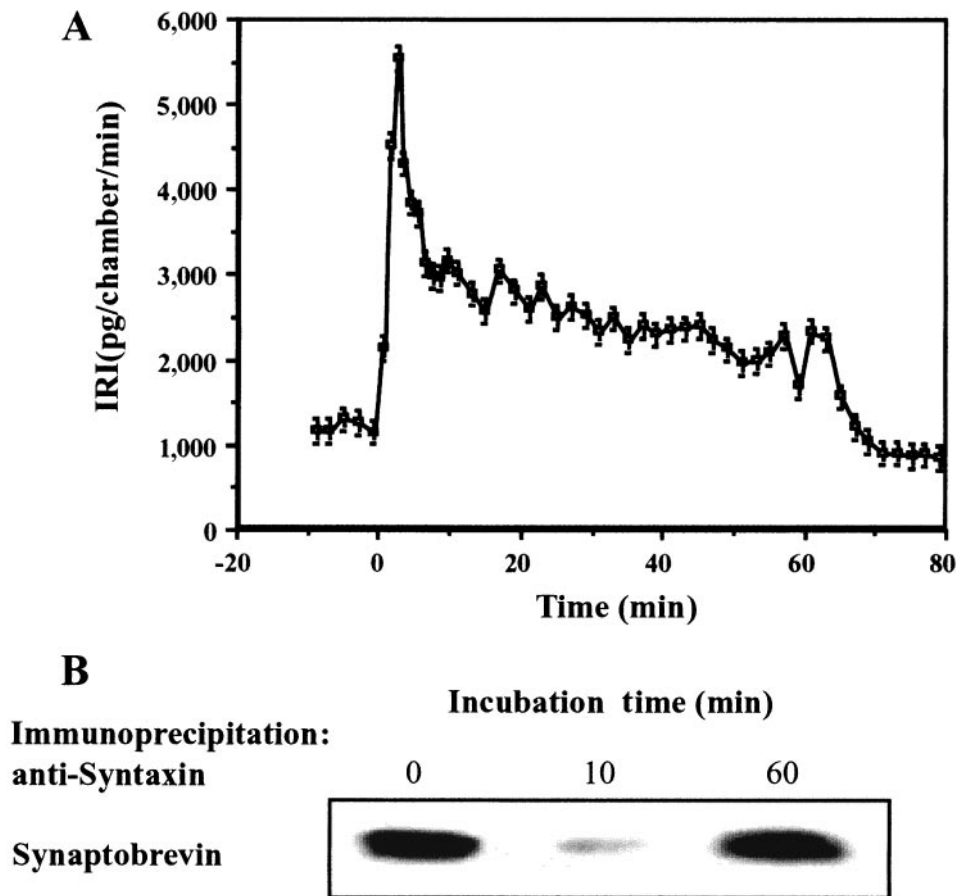 A
IRI(pg/chamber/min)
6,000
5,000
4,000
3,000
2,000
1,000
0
-20 0 20 40 60 80
Time (min)
B
Incubation time (min)
Immunoprecipitation:
anti-Syntaxin 0 10 60
Synaptobrevin